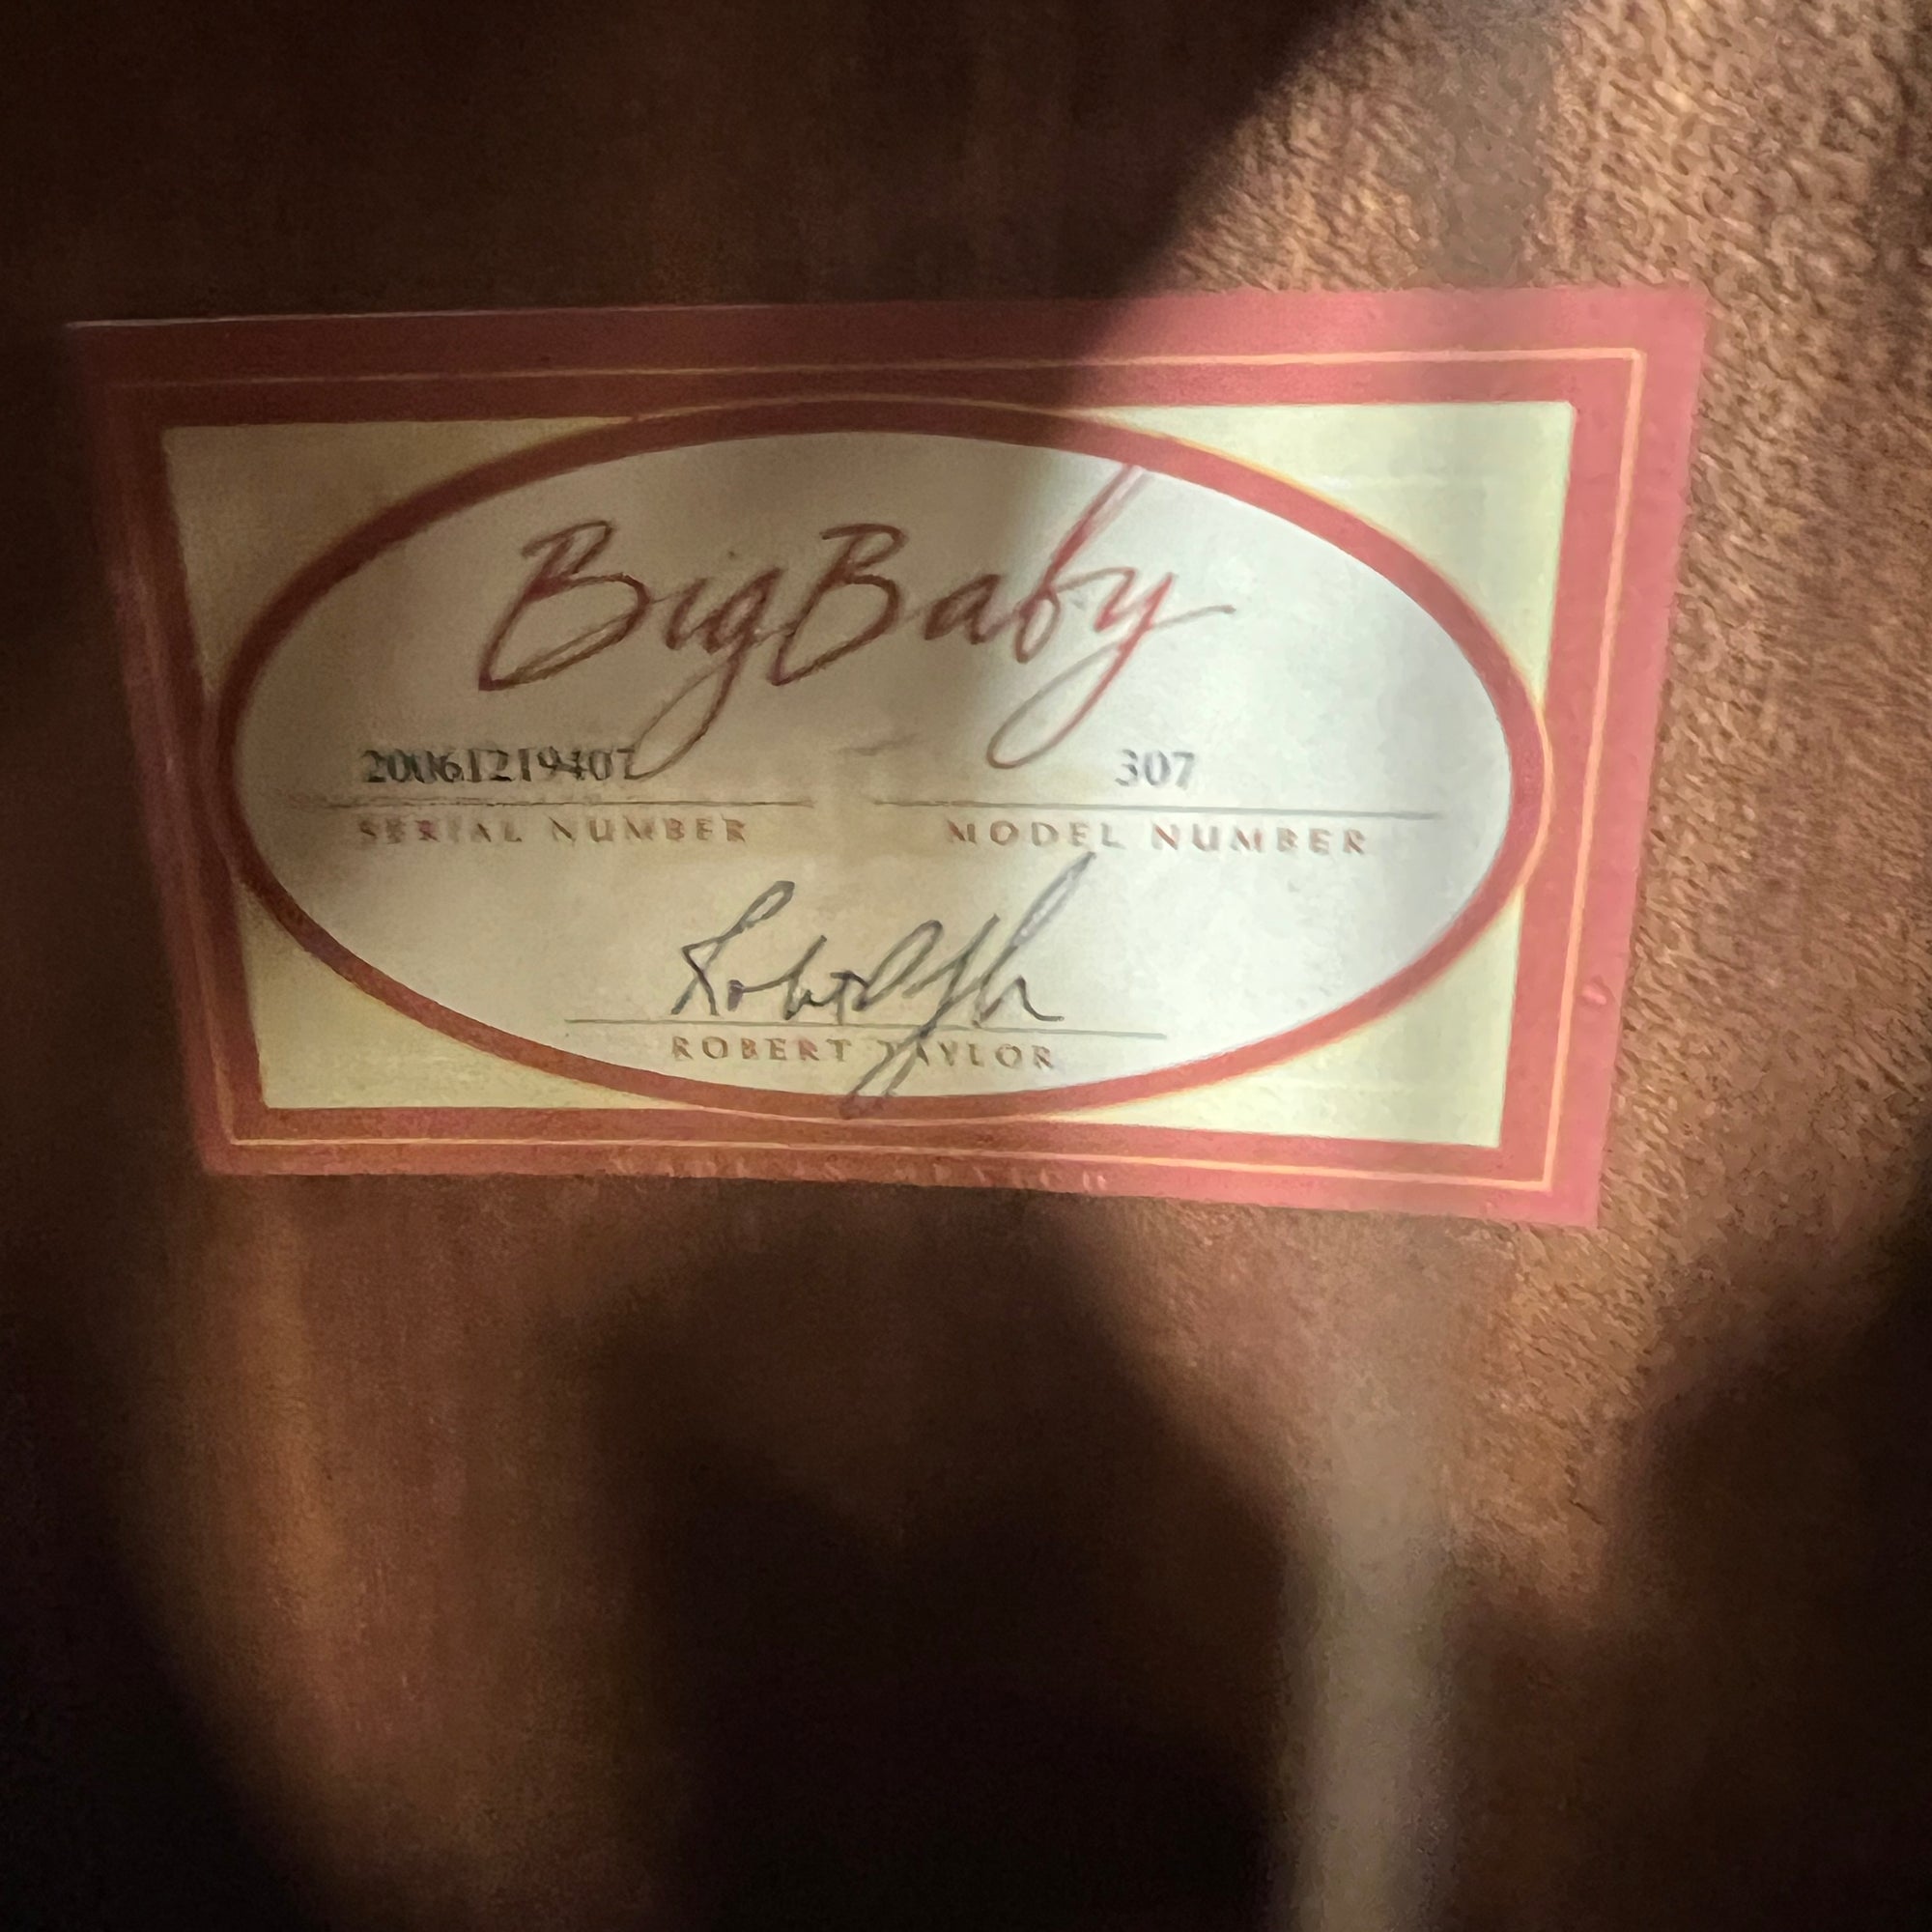 BigBaby
20061219407 307
SERIAL NUMBER MODEL NUMBER
ROBERT TAYLOR